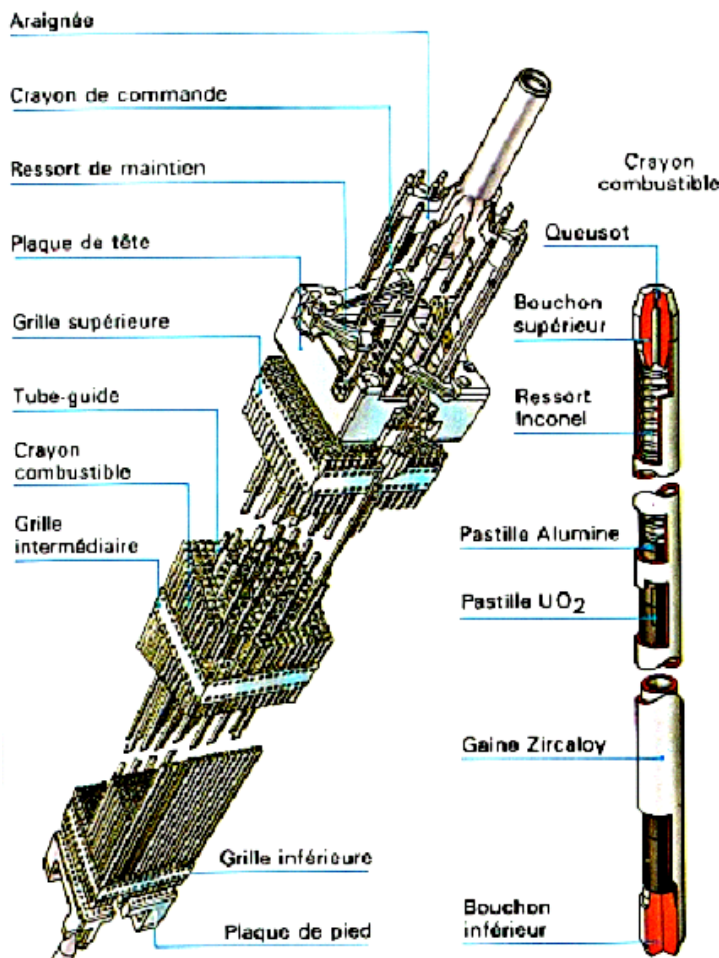 Araignée
Crayon de commande
Ressort de maintien
Plaque de tête
Grille supérieure
Tube-guide
Crayon
combustible
Grille
intermédiaire
Grille inférieure
Plaque de pied
Crayon
combustible
Queusot
Bouchon
supérieur
Ressort
Inconel
Pastille Alumine
Pastille UO2
Gaine Zircaloy
Bouchon
inférieur